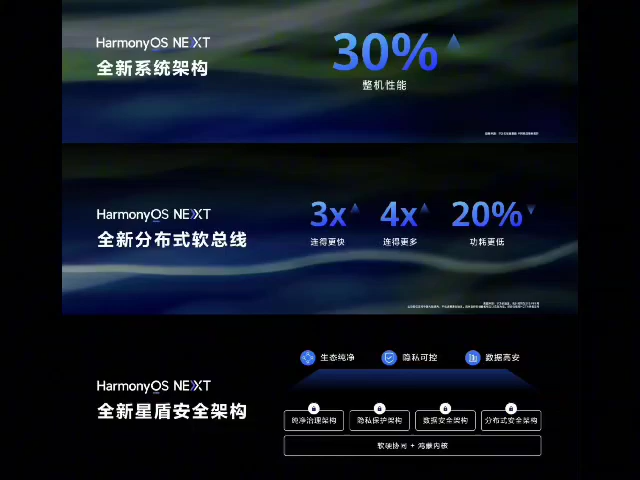 HarmonyOS NEXT
全新系统架构
30%
整机性能
HarmonyOS NEXT
全新分布式软总线
3x 4x 20%
连得更快 连得更多 功耗更低
HarmonyOS NEXT
全新星盾安全架构
生态纯净 隐私可控 数据高安
纯净治理架构 隐私保护架构 数据安全架构 分布式安全架构
软硬协同 + 鸿蒙内核